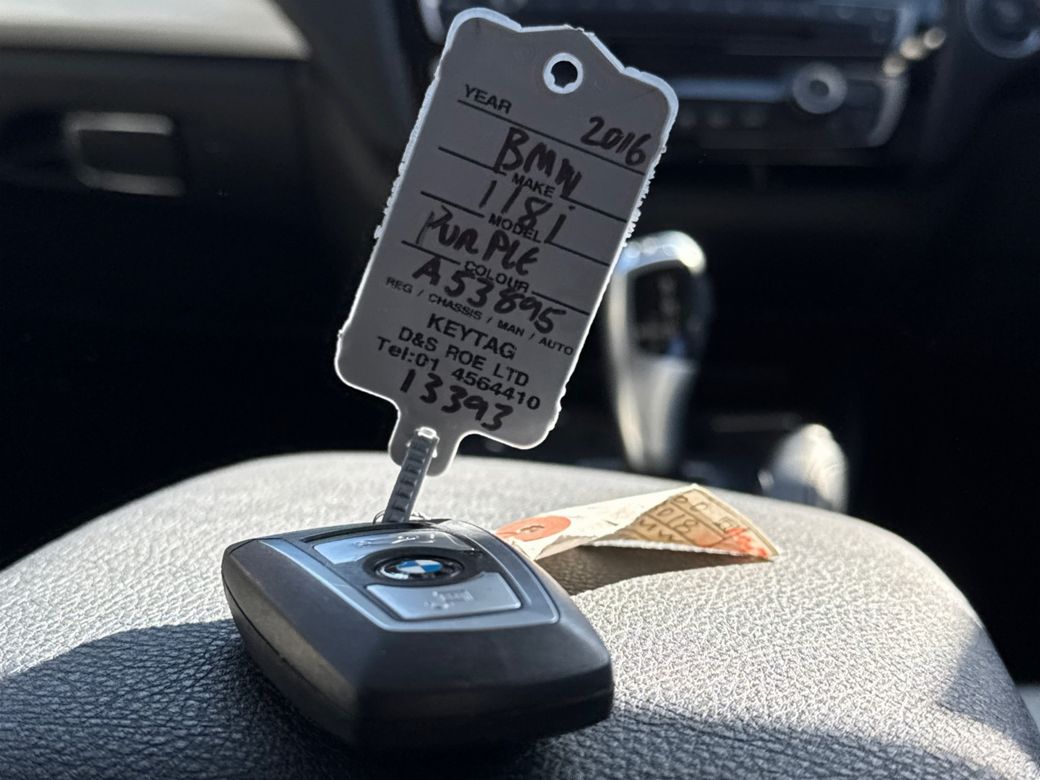 YEAR
2016
BMW
MAKE
118i
MODEL
PURPLE
COLOUR
A53895
REG / CHASSIS / MAN / AUTO
KEYTAG
D&S ROE LTD
Tel:01 4564410
13393